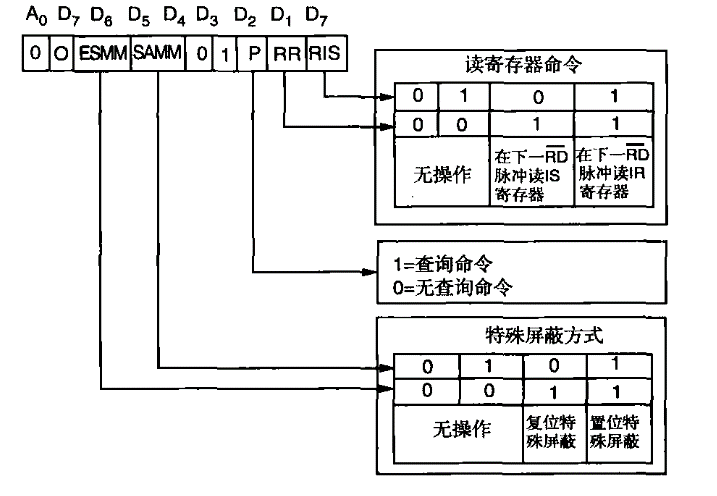 A0 D7 D6 D5 D4 D3 D2 D1 D7
0 O ESMM SAMM 0 1 P RR RIS
读寄存器命令
0 1 0 1
0 0 1 1
无操作
在下一RD
脉冲读IS
寄存器
在下一RD
脉冲读IR
寄存器
1=查询命令
0=无查询命令
特殊屏蔽方式
0 1 0 1
0 0 1 1
无操作
复位特
殊屏蔽
置位特
殊屏蔽